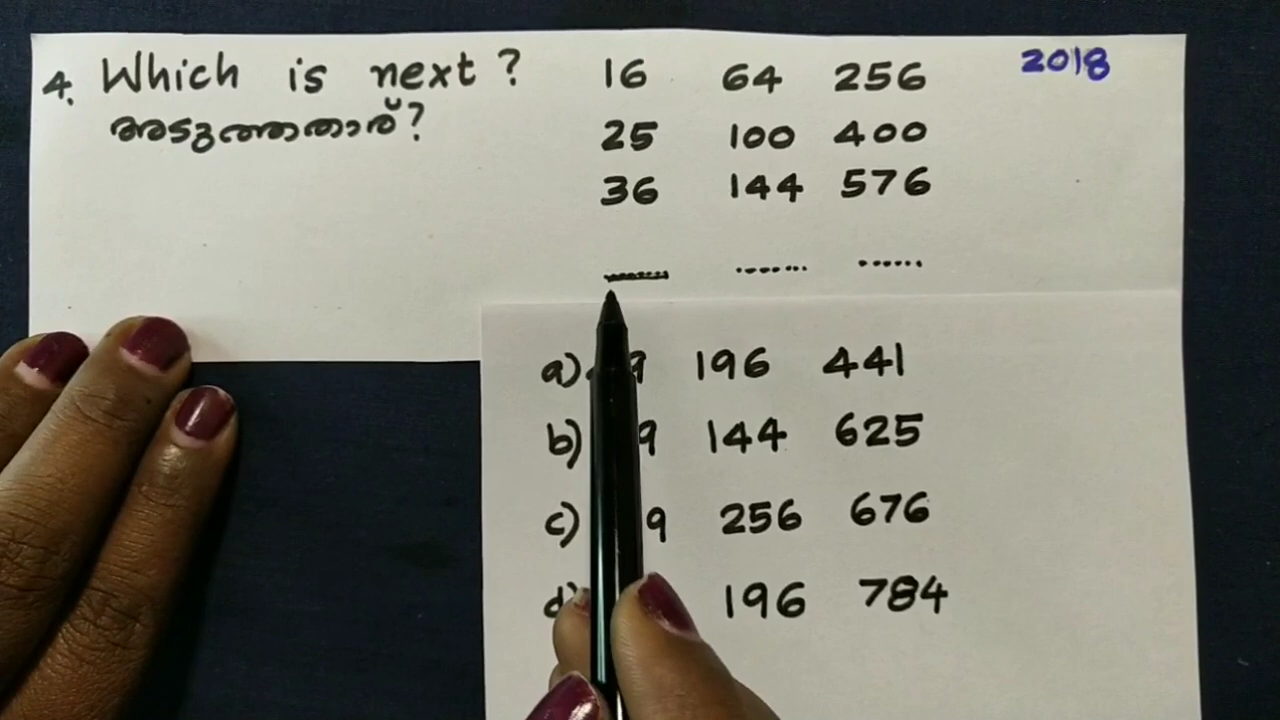 4. Which is next ? 16 64 256 2018
അടുത്തതാര് ? 25 100 400
36 144 576
a) 196 441
b) 144 625
c) 256 676
196 784